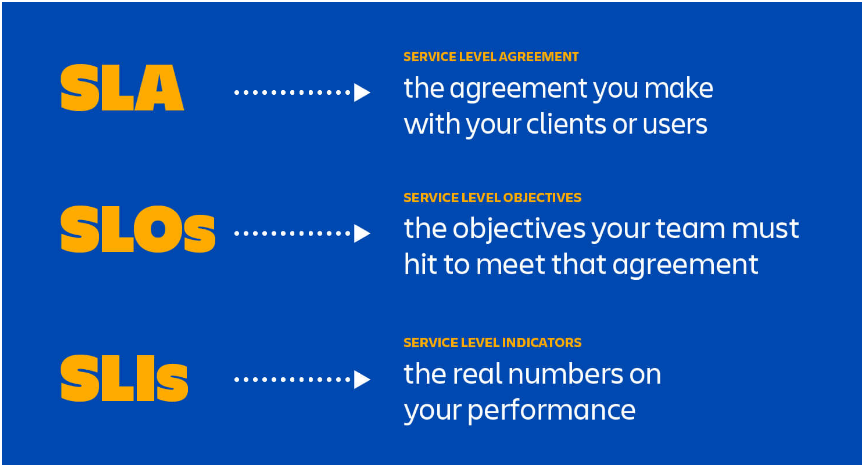 SLA
SERVICE LEVEL AGREEMENT
the agreement you make
with your clients or users
SLOs
SERVICE LEVEL OBJECTIVES
the objectives your team must
hit to meet that agreement
SLIs
SERVICE LEVEL INDICATORS
the real numbers on
your performance